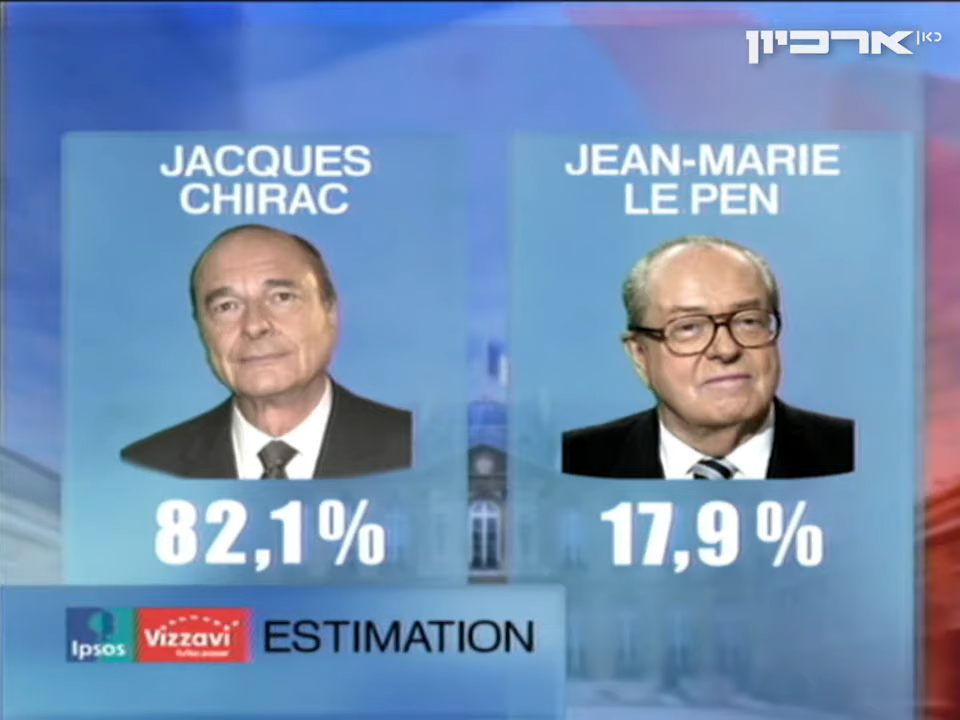 כאן ארכיון
JACQUES
CHIRAC
JEAN-MARIE
LE PEN
82,1%
17,9%
Ipsos
Vizzavi
ESTIMATION